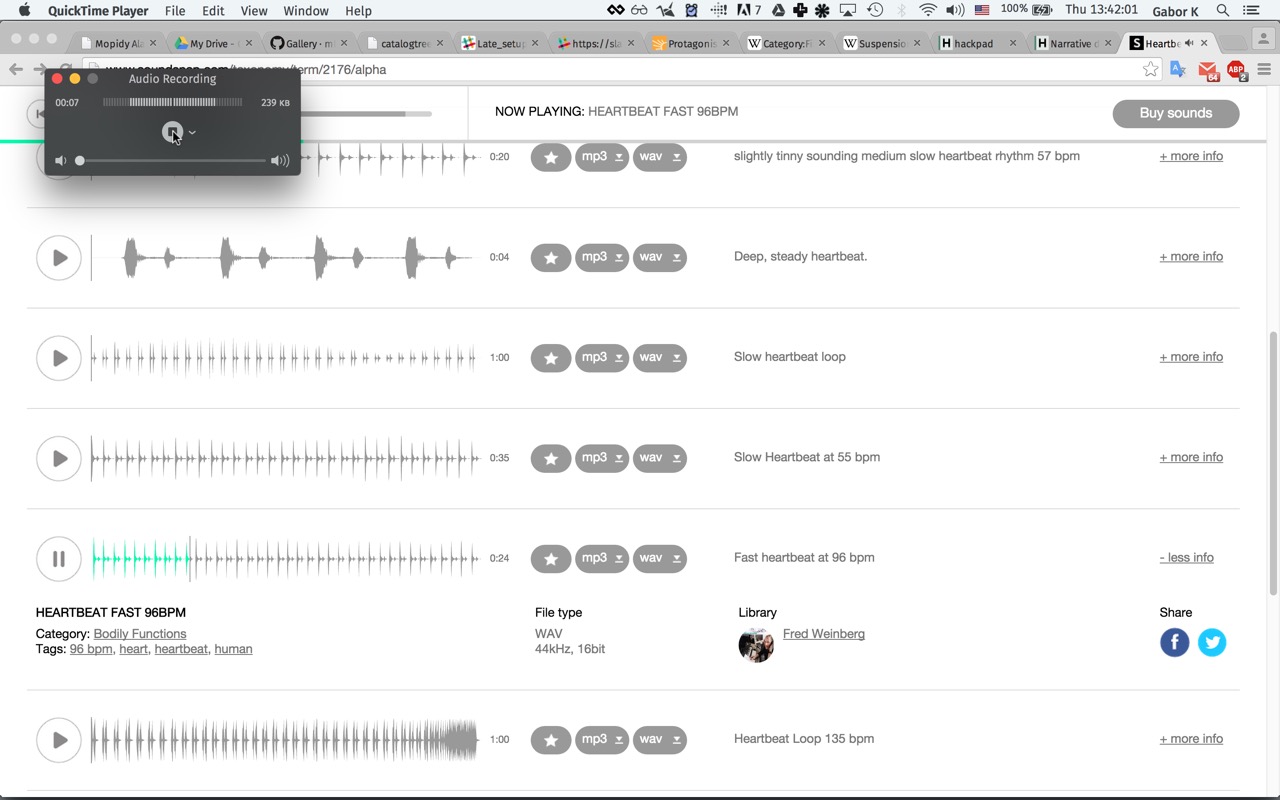 QuickTime Player File Edit View Window Help 7 100% Thu 13:42:01 Gabor K
Mopidy Al My Drive - Gallery · m catalogtre Late_setu https://sla Protagonis Category:Fi Suspensio hackpad Narrative d Heartbe
/term/2176/alpha
64 ABP 2
Audio Recording
00:07 239 KB
NOW PLAYING: HEARTBEAT FAST 96BPM Buy sounds
0:20 mp3 wav slightly tinny sounding medium slow heartbeat rhythm 57 bpm + more info
0:04 mp3 wav Deep, steady heartbeat. + more info
1:00 mp3 wav Slow heartbeat loop + more info
0:35 mp3 wav Slow Heartbeat at 55 bpm + more info
0:24 mp3 wav Fast heartbeat at 96 bpm - less info
HEARTBEAT FAST 96BPM File type Library Share
Category: Bodily Functions WAV Fred Weinberg
Tags: 96 bpm, heart, heartbeat, human 44kHz, 16bit
1:00 mp3 wav Heartbeat Loop 135 bpm + more info